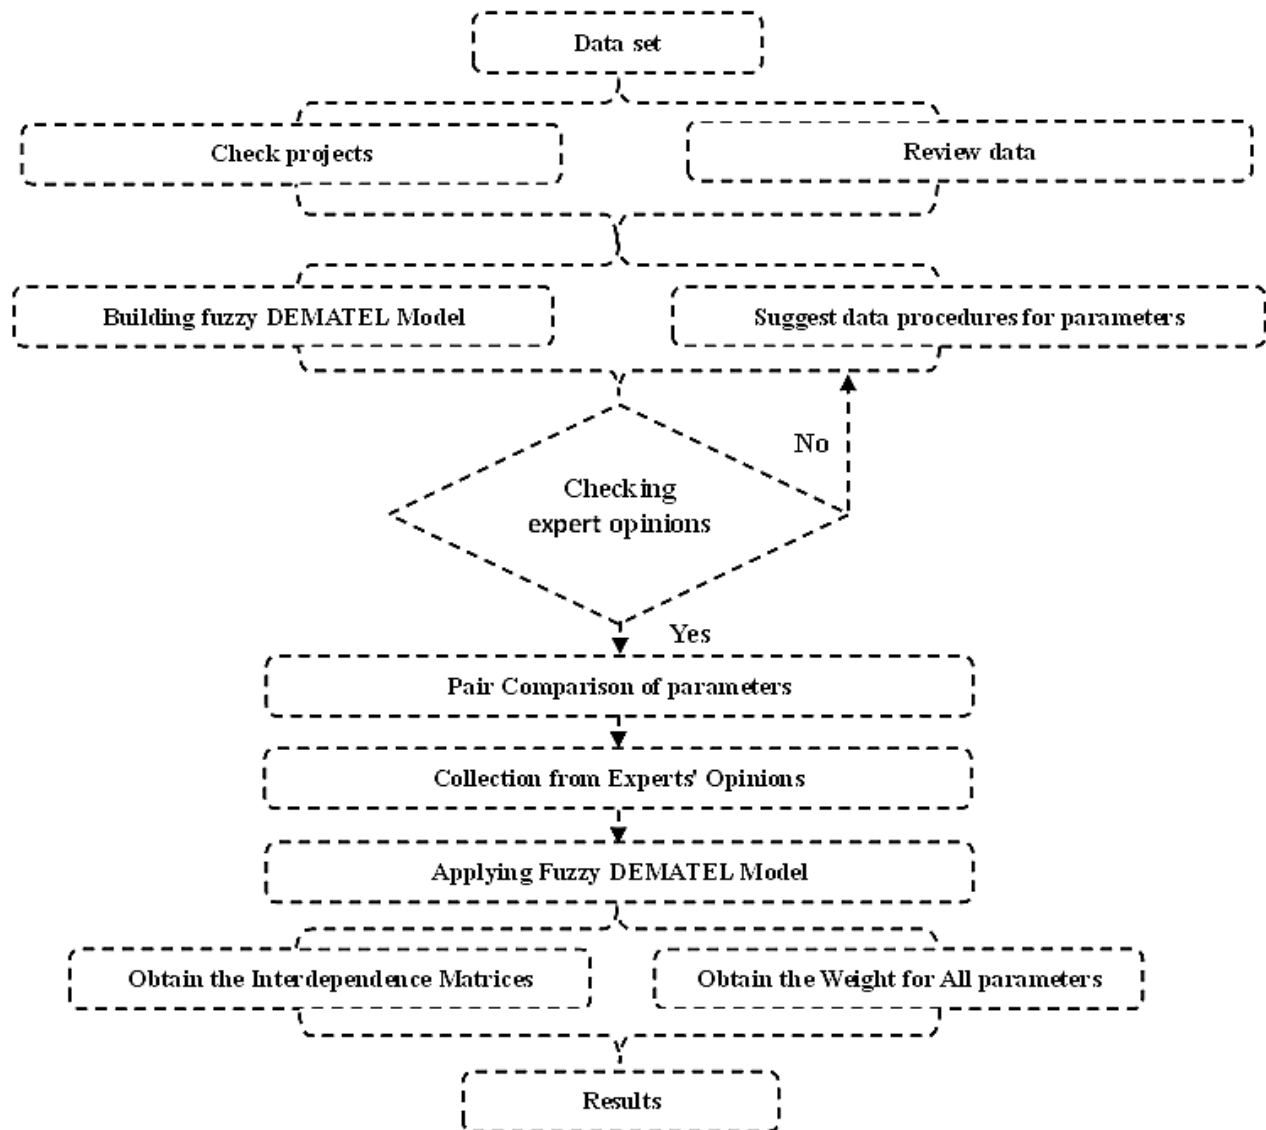 Data set
Check projects
Review data
Building fuzzy DEMATEL Model
Suggest data procedures for parameters
No
Checking
expert opinions
Yes
Pair Comparison of parameters
Collection from Experts' Opinions
Applying Fuzzy DEMATEL Model
Obtain the Interdependence Matrices
Obtain the Weight for All parameters
Results